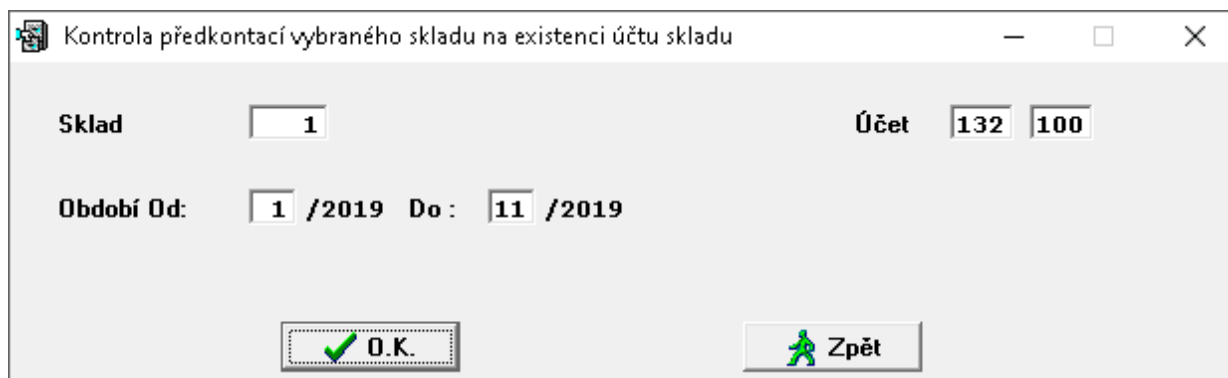 Kontrola předkontací vybraného skladu na existenci účtu skladu
Sklad 1 Účet 132 100
Období Od: 1 /2019 Do : 11 /2019
O.K. Zpět